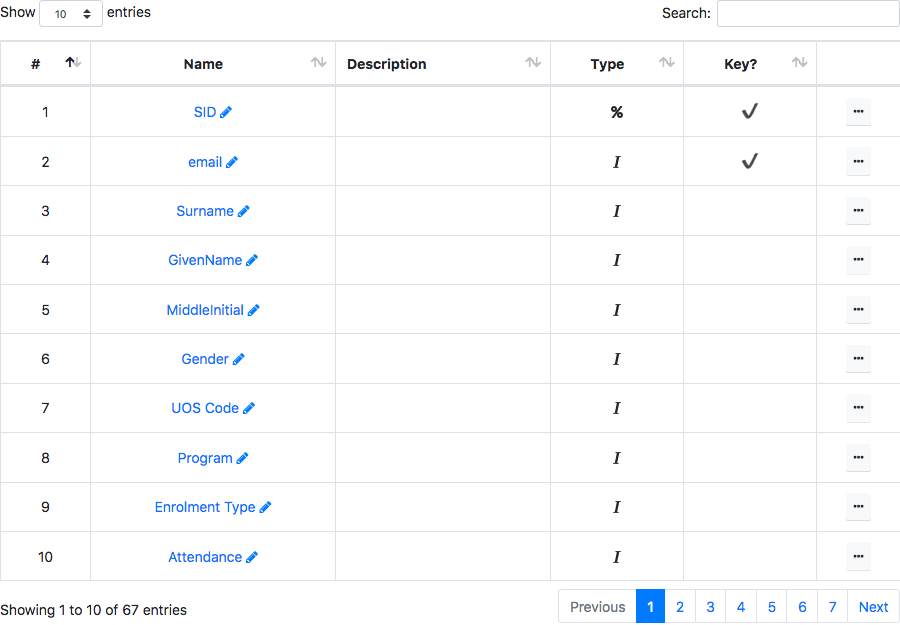 Show 10 entries Search:
# Name Description Type Key?
1 SID % ✔ ...
2 email I ✔ ...
3 Surname I ...
4 GivenName I ...
5 MiddleInitial I ...
6 Gender I ...
7 UOS Code I ...
8 Program I ...
9 Enrolment Type I ...
10 Attendance I ...
Showing 1 to 10 of 67 entries Previous 1 2 3 4 5 6 7 Next